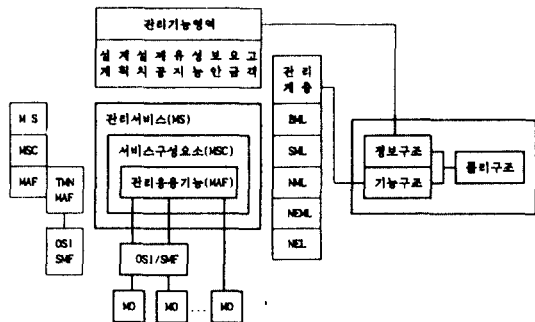 관리기능영역
설 계 설 제 유 성 보 요 고
계 획 치 공 지 능 안 금 객
M S
MSC
MAF
TMN
MAF
OSI
SMF
관리서비스(MS)
서비스구성요소(MSC)
관리응용기능(MAF)
OSI/SMF
MO
MO
...
MO
관 리
계 층
BML
SML
NML
NEML
NEL
정보구조
기능구조
물리구조